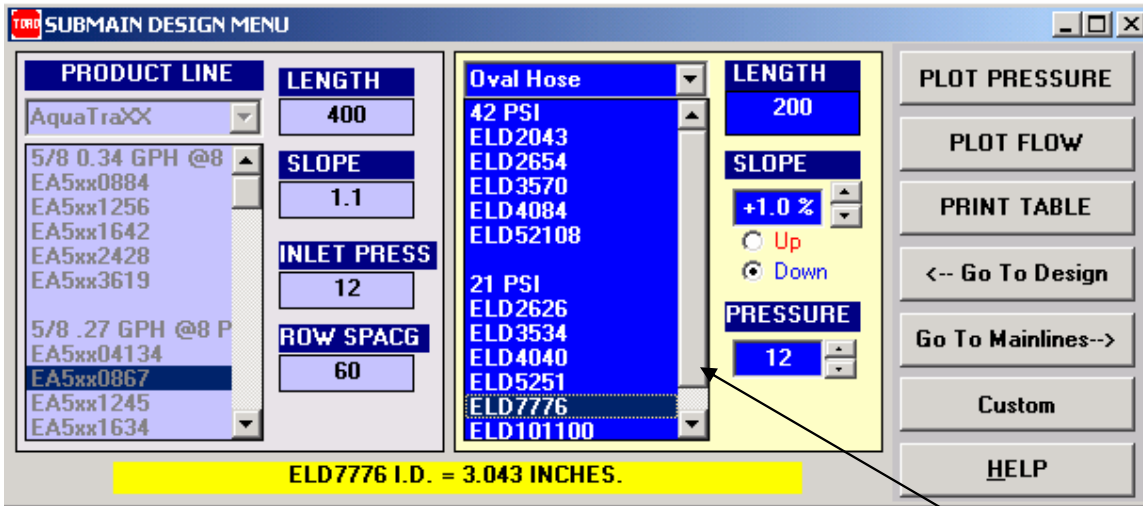 TORO SUBMAIN DESIGN MENU
PRODUCT LINE
AquaTraXX
5/8 0.34 GPH @8
EA5xx0884
EA5xx1256
EA5xx1642
EA5xx2428
EA5xx3619
5/8 .27 GPH @8 P
EA5xx04134
EA5xx0867
EA5xx1245
EA5xx1634
LENGTH
400
SLOPE
1.1
INLET PRESS
12
ROW SPACG
60
Oval Hose
42 PSI
ELD2043
ELD2654
ELD3570
ELD4084
ELD52108
21 PSI
ELD2626
ELD3534
ELD4040
ELD5251
ELD7776
ELD101100
LENGTH
200
SLOPE
+1.0 %
Up
Down
PRESSURE
12
PLOT PRESSURE
PLOT FLOW
PRINT TABLE
<-- Go To Design
Go To Mainlines-->
Custom
HELP
ELD7776 I.D. = 3.043 INCHES.